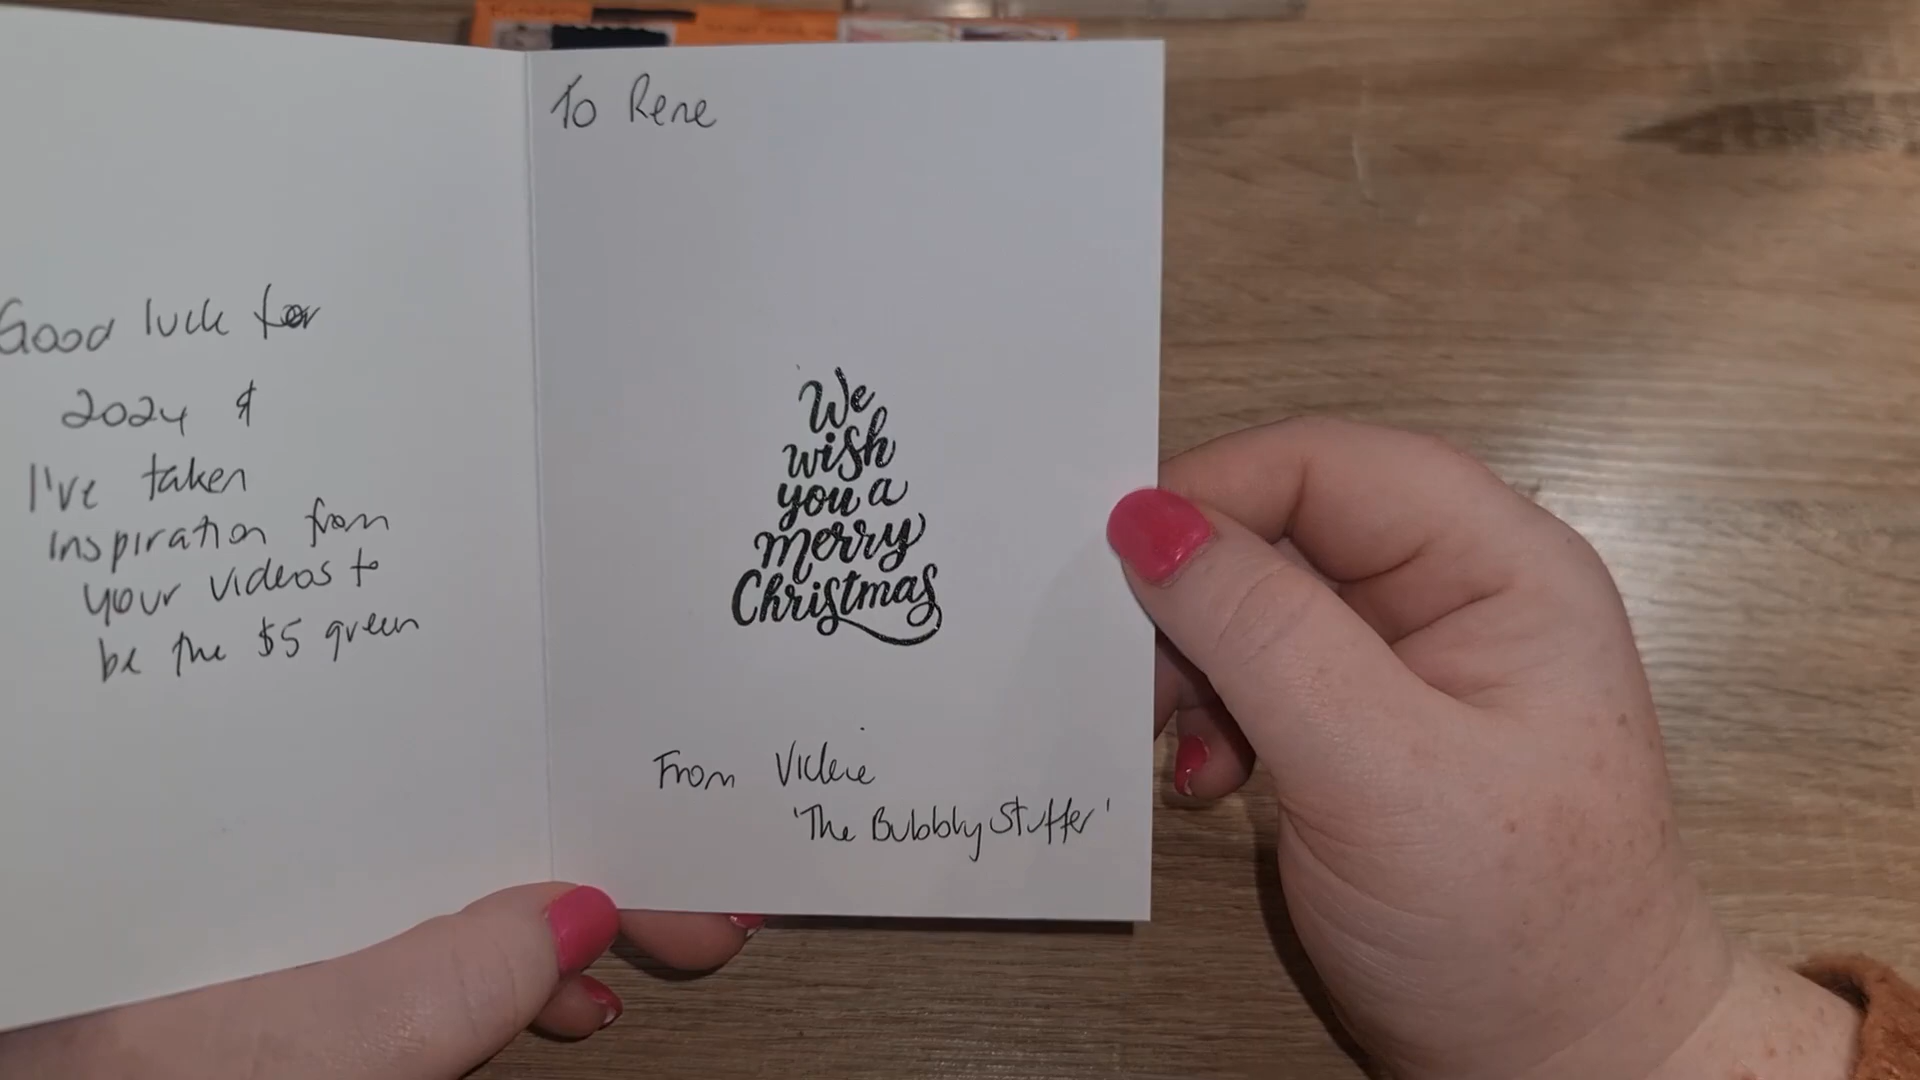 Good luck for
2024 &
I've taken
inspiration from
your videos to
be the $5 green
To Rene
We
wish
you a
merry
Christmas
From Vickie
'The Bubbly Stuffer'